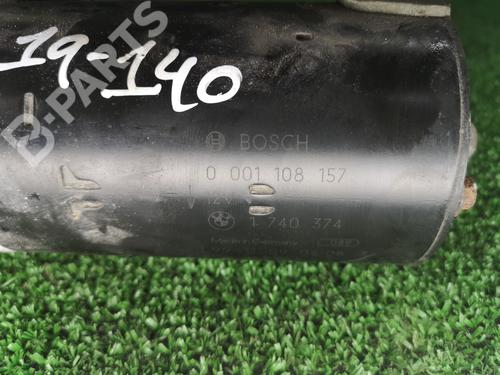 19-140
B-PARTS
BOSCH
0 001 108 157
12V
1 740 374
Made in Germany